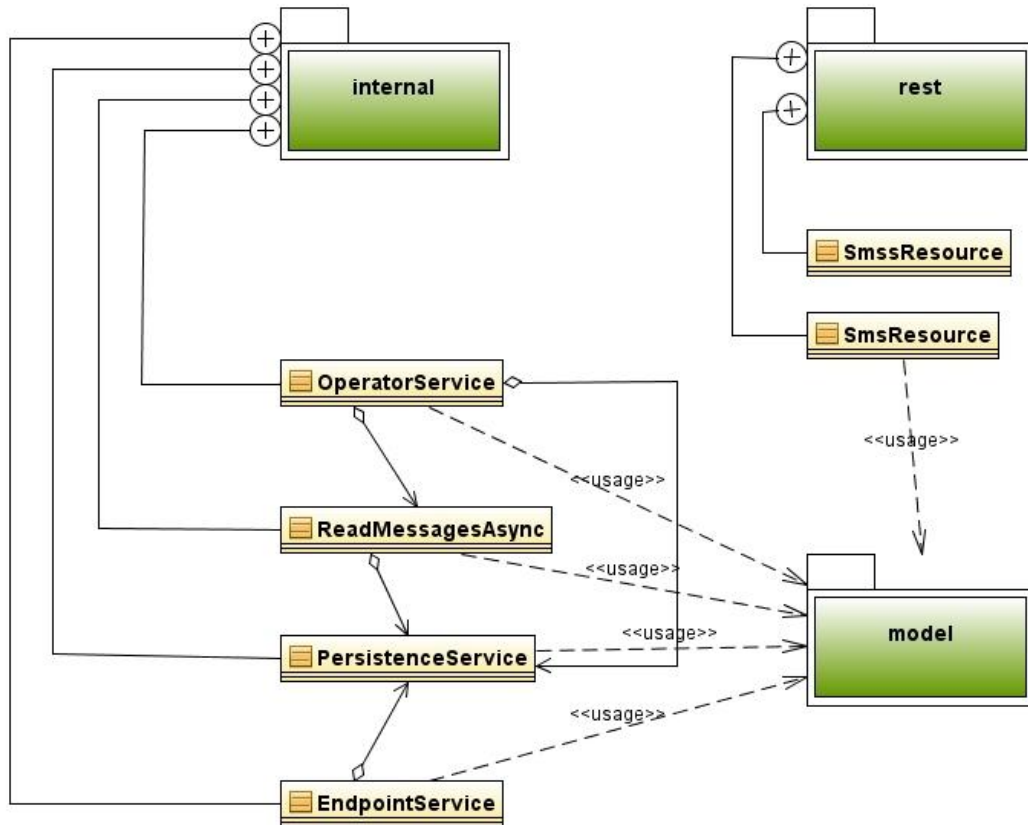 internal
rest
SmssResource
SmsResource
OperatorService
<<usage>>
<<usage>>
ReadMessagesAsync
<<usage>>
<<usage>>
model
PersistenceService
<<usage>>
EndpointService